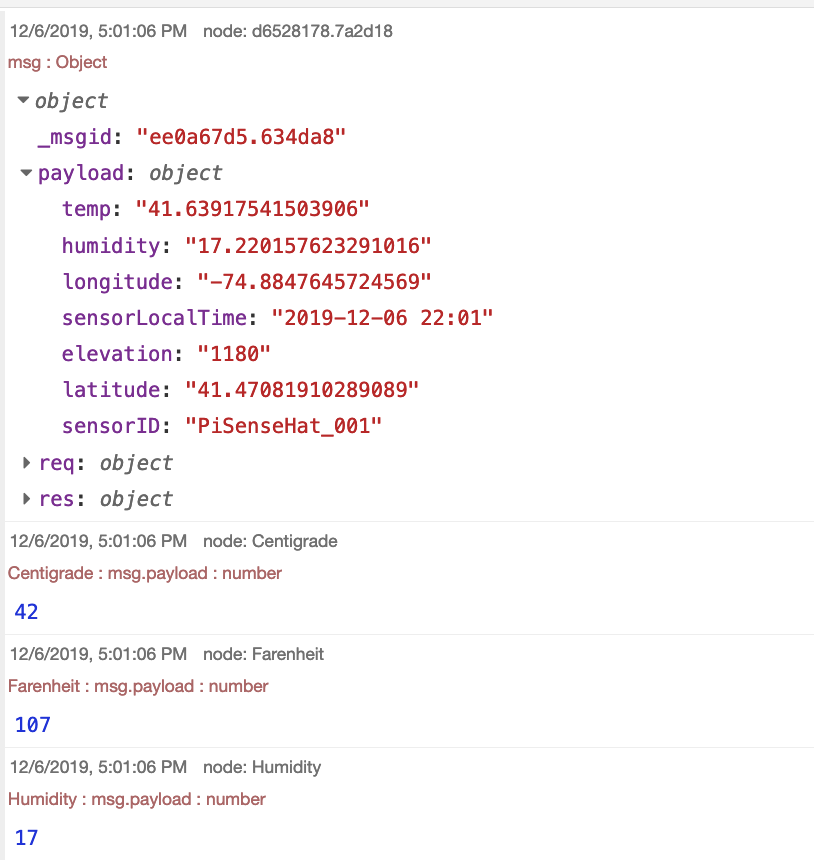 12/6/2019, 5:01:06 PM node: d6528178.7a2d18
msg : Object
object
_msgid: "ee0a67d5.634da8"
payload: object
temp: "41.63917541503906"
humidity: "17.220157623291016"
longitude: "-74.8847645724569"
sensorLocalTime: "2019-12-06 22:01"
elevation: "1180"
latitude: "41.47081910289089"
sensorID: "PiSenseHat_001"
req: object
res: object
12/6/2019, 5:01:06 PM node: Centigrade
Centigrade : msg.payload : number
42
12/6/2019, 5:01:06 PM node: Farenheit
Farenheit : msg.payload : number
107
12/6/2019, 5:01:06 PM node: Humidity
Humidity : msg.payload : number
17